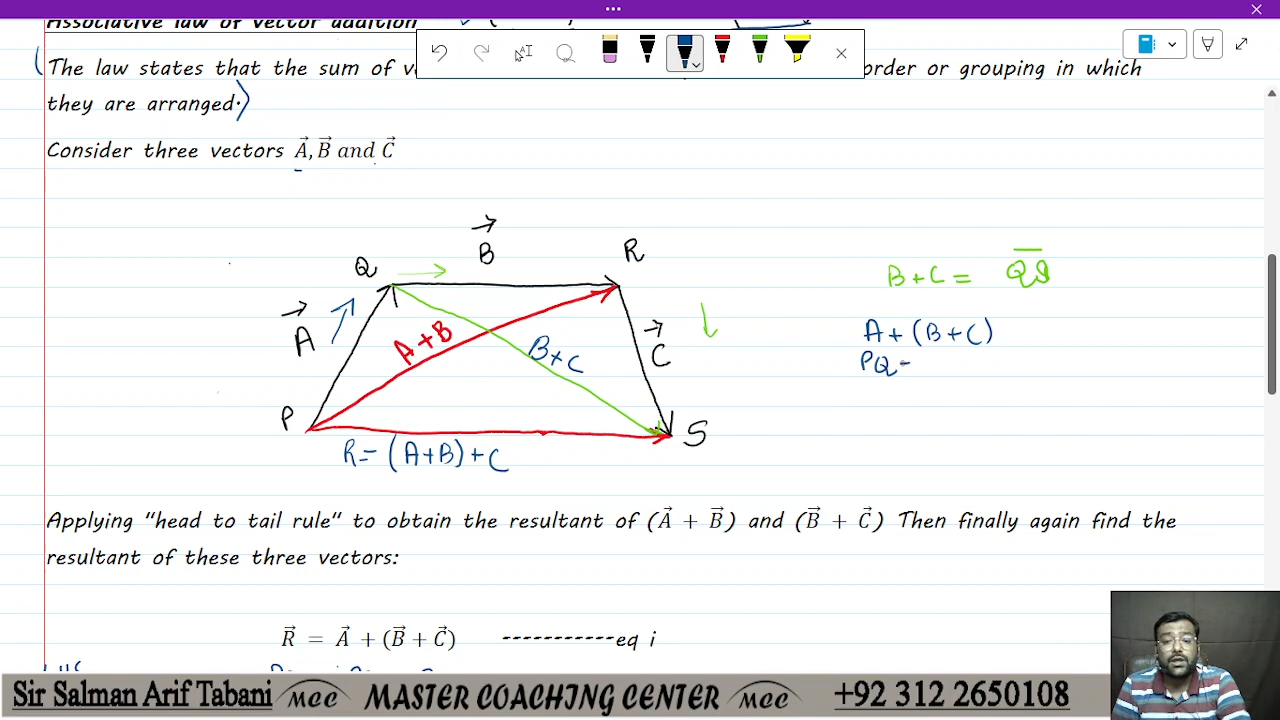 Associative law of vector addition
The law states that the sum of order or grouping in which
they are arranged.
Consider three vectors A⃗, B⃗ and C⃗
B⃗
Q
R
A⃗
A+B
B+C
C⃗
P
S
R = (A+B)+C
B+C = Q̅S̅
A+(B+C)
PQ -
Applying “head to tail rule” to obtain the resultant of (A⃗ + B⃗) and (B⃗ + C⃗) Then finally again find the
resultant of these three vectors:
R⃗ = A⃗ + (B⃗ + C⃗) -----------eq i
Sir Salman Arif Tabani MCC MASTER COACHING CENTER MCC +92 312 2650108